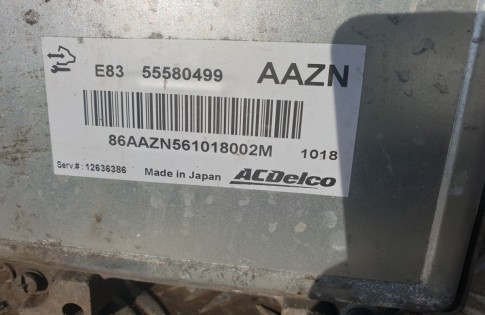 E83 55580499 AAZN
86AAZN561018002M 1018
Serv.#: 12636386 Made in Japan ACDelco